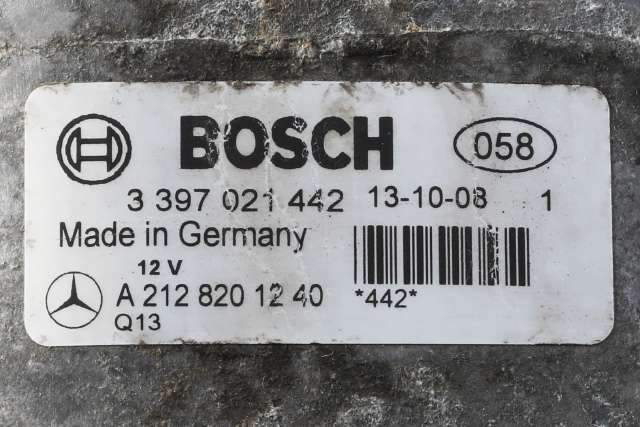 BOSCH 058
3 397 021 442 13-10-08 1
Made in Germany
12 V
A 212 820 12 40 *442*
Q13